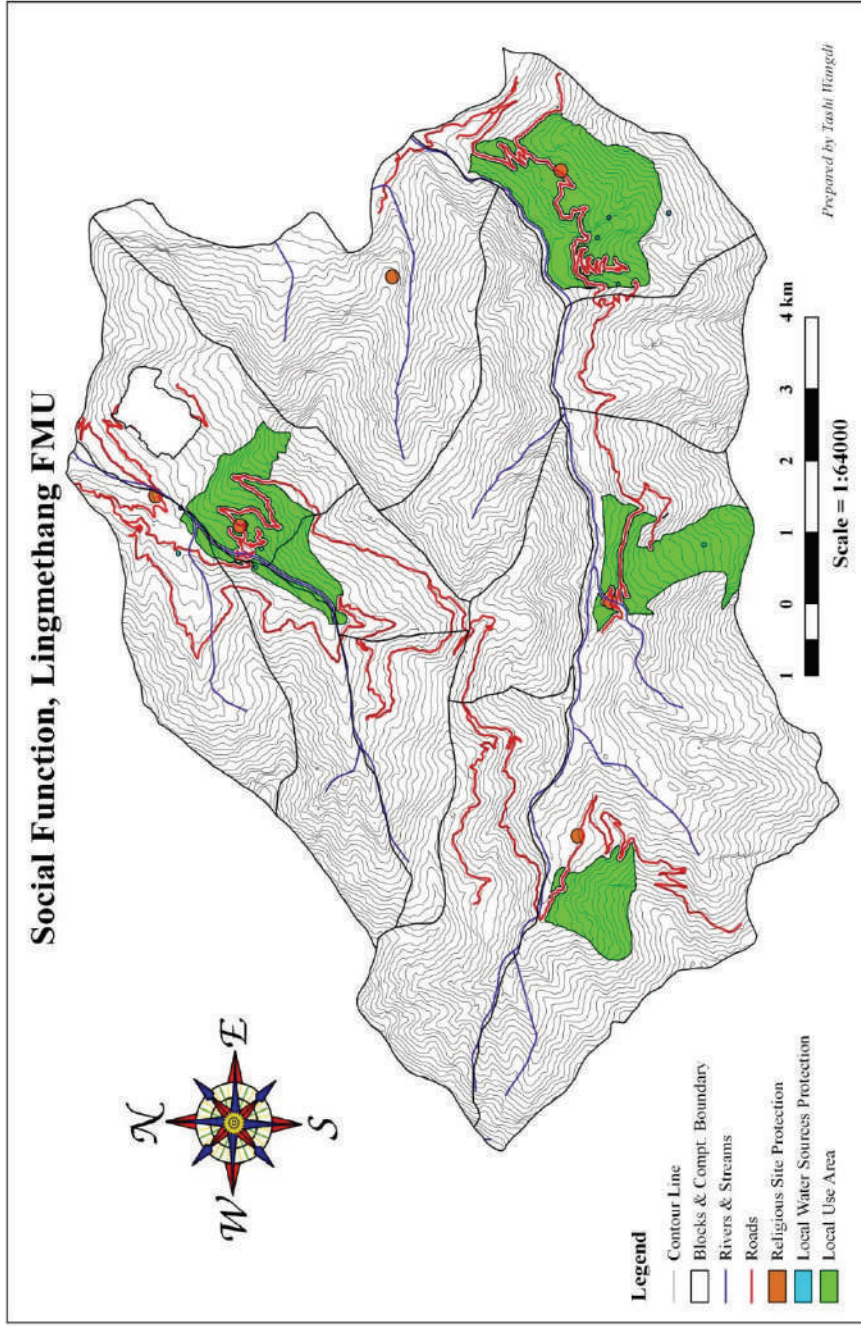 Social Function, Lingmethang FMU
N
W
E
S
Legend
Contour Line
Blocks & Compt. Boundary
Rivers & Streams
Roads
Religious Site Protection
Local Water Sources Protection
Local Use Area
1 0 1 2 3 4 km
Scale = 1:64000
Prepared by Tashi Wangdi